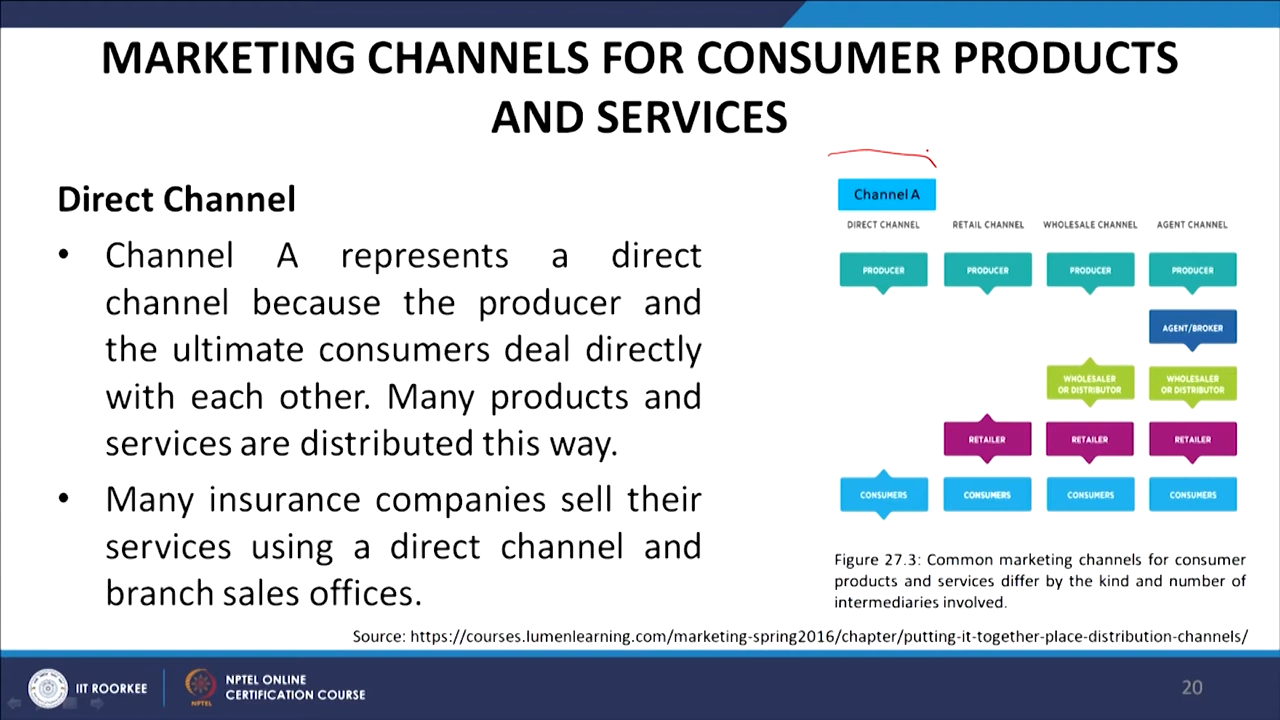 MARKETING CHANNELS FOR CONSUMER PRODUCTS
AND SERVICES
Direct Channel
• Channel A represents a direct
channel because the producer and
the ultimate consumers deal directly
with each other. Many products and
services are distributed this way.
• Many insurance companies sell their
services using a direct channel and
branch sales offices.
Channel A
DIRECT CHANNEL RETAIL CHANNEL WHOLESALE CHANNEL AGENT CHANNEL
PRODUCER PRODUCER PRODUCER PRODUCER
AGENT/BROKER
WHOLESALER WHOLESALER
OR DISTRIBUTOR OR DISTRIBUTOR
RETAILER RETAILER RETAILER
CONSUMERS CONSUMERS CONSUMERS CONSUMERS
Figure 27.3: Common marketing channels for consumer
products and services differ by the kind and number of
intermediaries involved.
Source: https://courses.lumenlearning.com/marketing-spring2016/chapter/putting-it-together-place-distribution-channels/
IIT ROORKEE
NPTEL
NPTEL ONLINE
CERTIFICATION COURSE
20